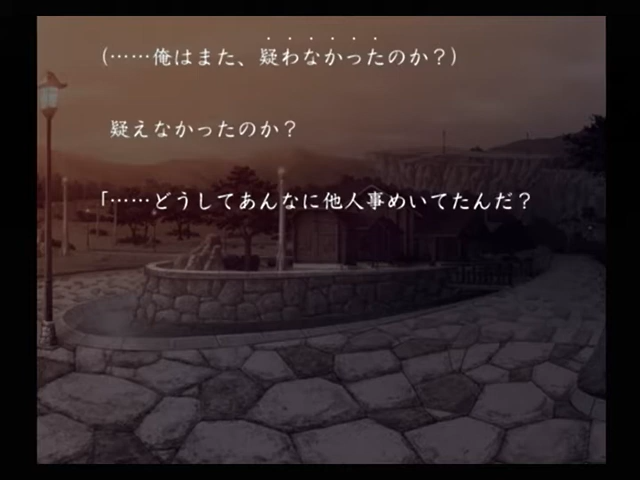 (……俺はまた、疑わなかったのか？)
疑えなかったのか？
「……どうしてあんなに他人事めいてたんだ？